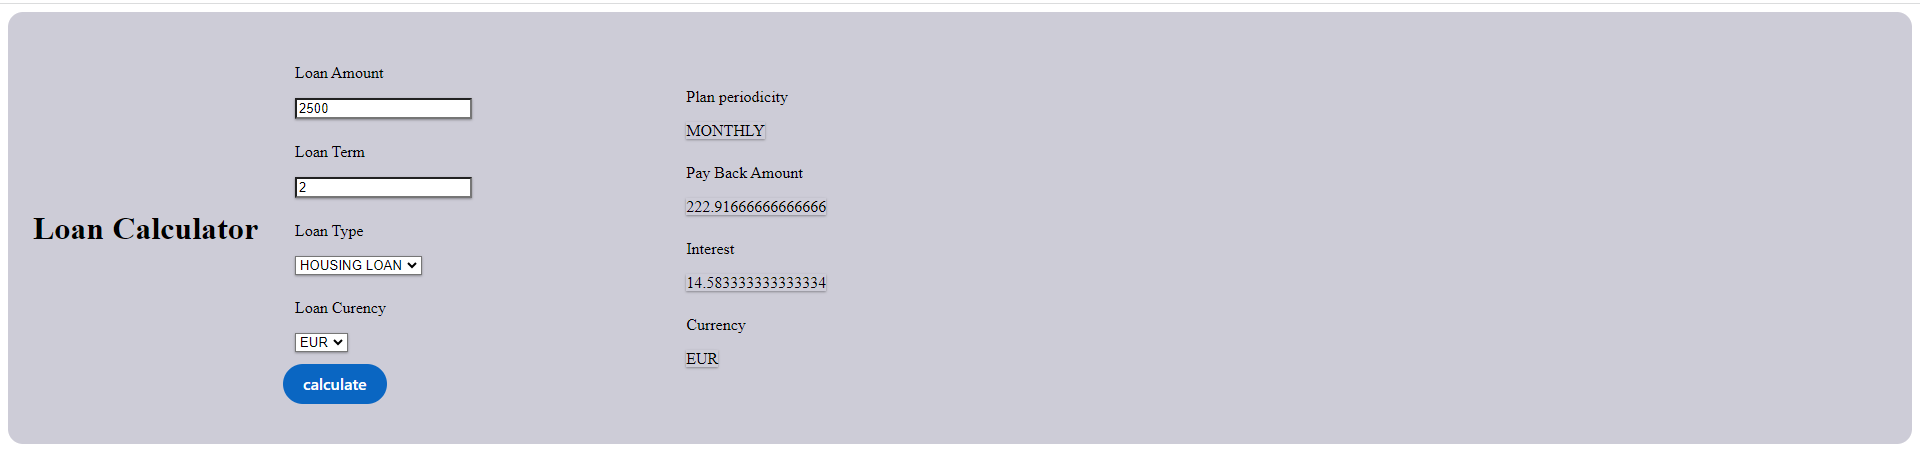 Loan Calculator
Loan Amount
2500
Loan Term
2
Loan Type
HOUSING LOAN
Loan Curency
EUR
calculate
Plan periodicity
MONTHLY
Pay Back Amount
222.91666666666666
Interest
14.583333333333334
Currency
EUR